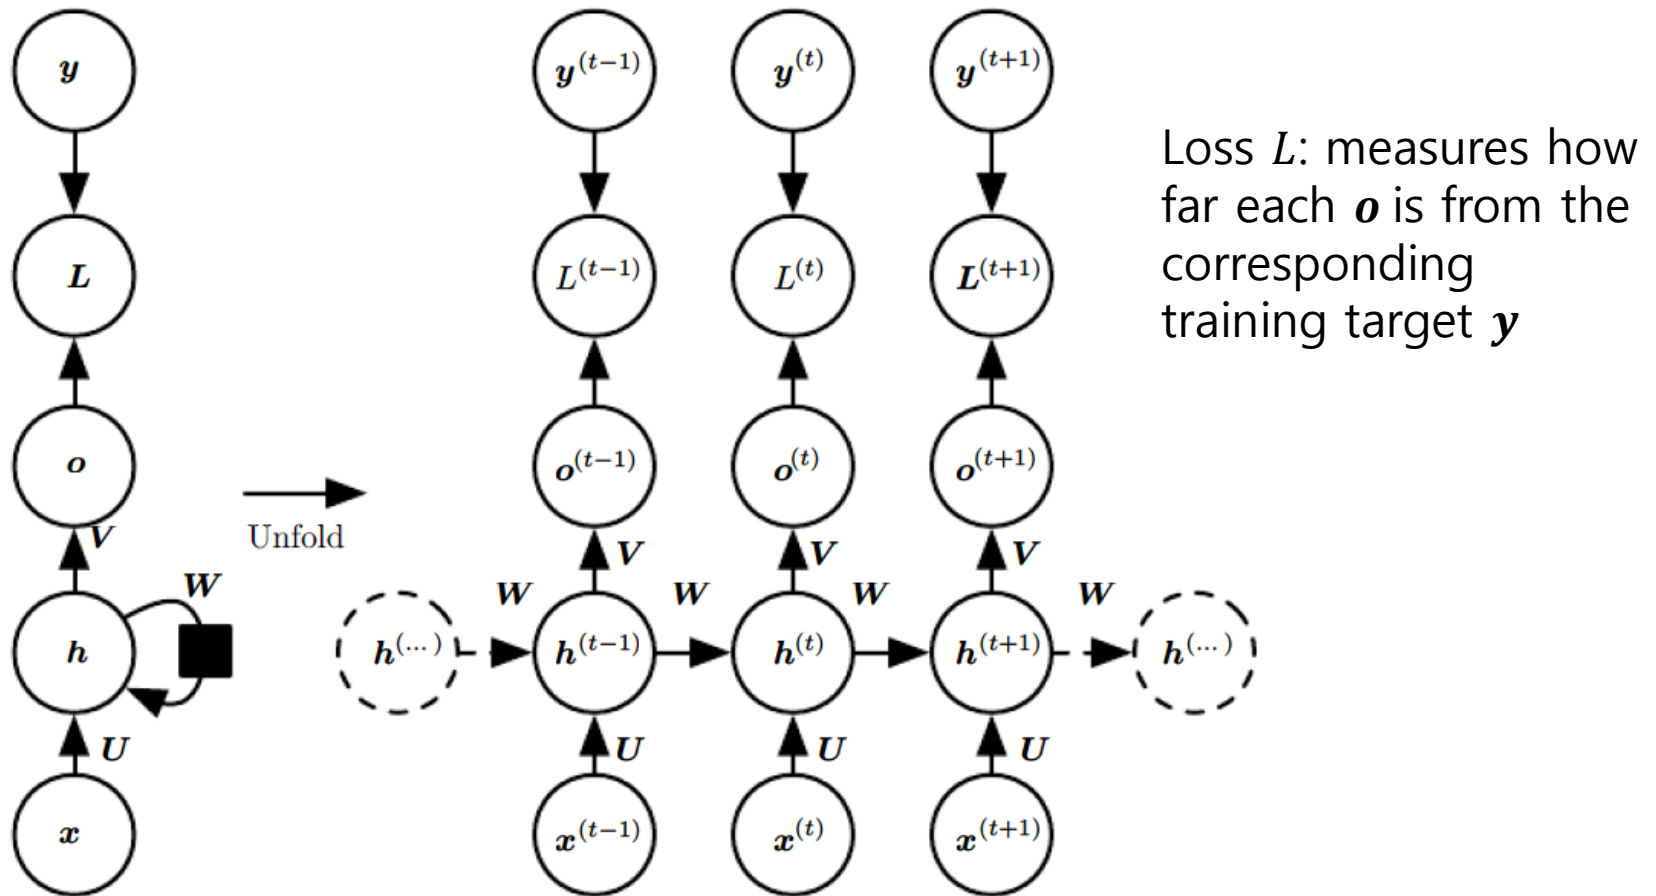 y y^(t−1) y^(t) y^(t+1)
Loss L: measures how
far each o is from the
corresponding
training target y
L L^(t−1) L^(t) L^(t+1)
o o^(t−1) o^(t) o^(t+1)
Unfold
V V V V
W W W W W
h h^(...) h^(t−1) h^(t) h^(t+1) h^(...)
U U U U
x x^(t−1) x^(t) x^(t+1)